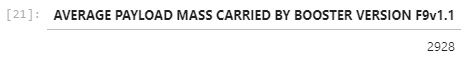 [21]: AVERAGE PAYLOAD MASS CARRIED BY BOOSTER VERSION F9v1.1
2928